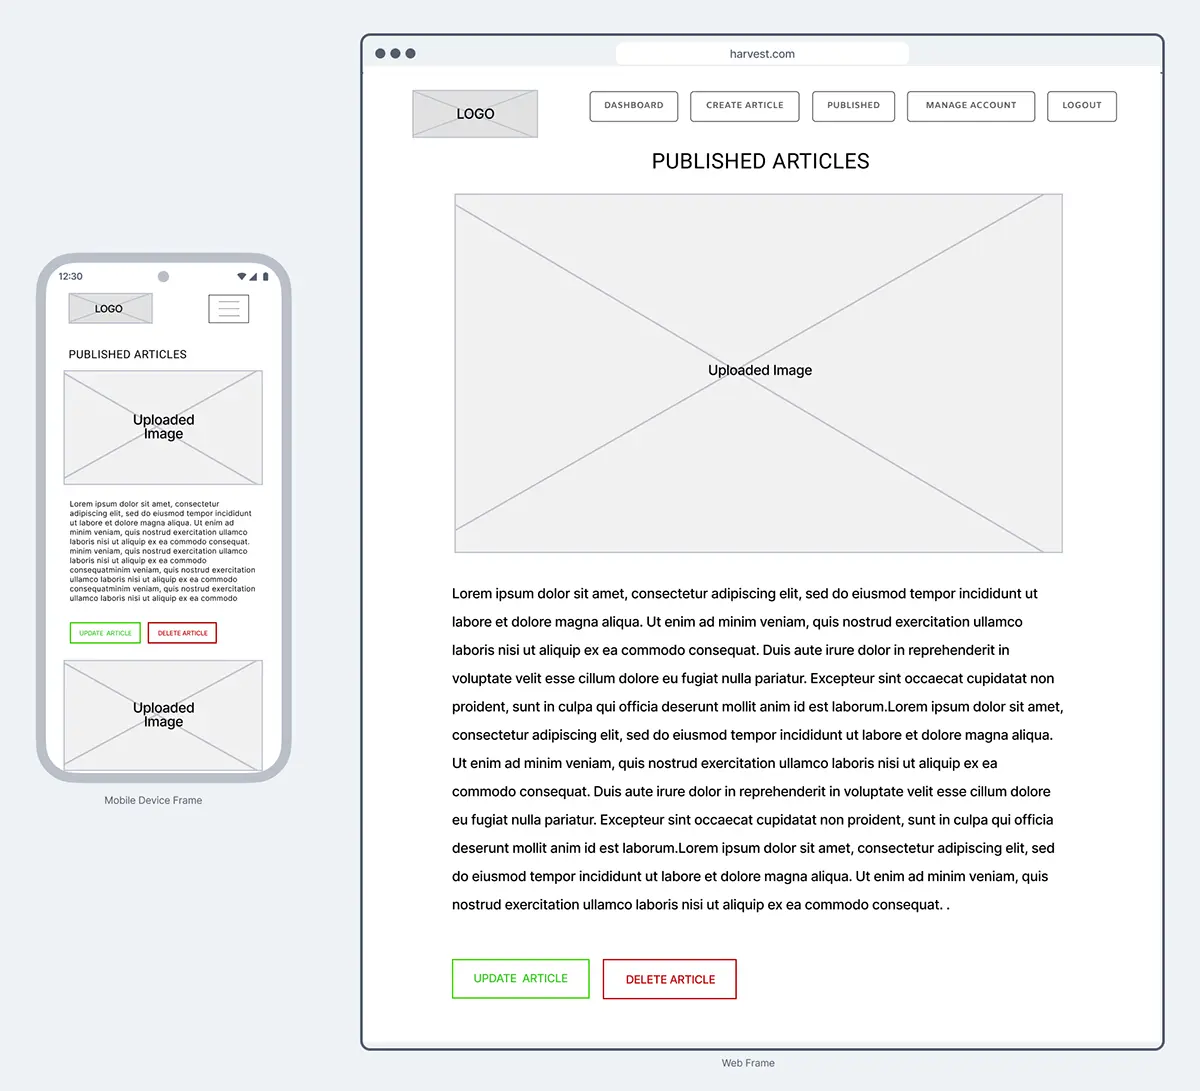 12:30
LOGO
PUBLISHED ARTICLES
Uploaded
Image
Lorem ipsum dolor sit amet, consectetur
adipiscing elit, sed do eiusmod tempor incididunt
ut labore et dolore magna aliqua. Ut enim ad
minim veniam, quis nostrud exercitation ullamco
laboris nisi ut aliquip ex ea commodo consequat.
minim veniam, quis nostrud exercitation ullamco
laboris nisi ut aliquip ex ea commodo
consequatminim veniam, quis nostrud exercitation
ullamco laboris nisi ut aliquip ex ea commodo
consequatminim veniam, quis nostrud exercitation
ullamco laboris nisi ut aliquip ex ea commodo
UPDATE ARTICLE
DELETE ARTICLE
Uploaded
Image
Mobile Device Frame
harvest.com
LOGO
DASHBOARD
CREATE ARTICLE
PUBLISHED
MANAGE ACCOUNT
LOGOUT
PUBLISHED ARTICLES
Uploaded Image
Lorem ipsum dolor sit amet, consectetur adipiscing elit, sed do eiusmod tempor incididunt ut
labore et dolore magna aliqua. Ut enim ad minim veniam, quis nostrud exercitation ullamco
laboris nisi ut aliquip ex ea commodo consequat. Duis aute irure dolor in reprehenderit in
voluptate velit esse cillum dolore eu fugiat nulla pariatur. Excepteur sint occaecat cupidatat non
proident, sunt in culpa qui officia deserunt mollit anim id est laborum.Lorem ipsum dolor sit amet,
consectetur adipiscing elit, sed do eiusmod tempor incididunt ut labore et dolore magna aliqua.
Ut enim ad minim veniam, quis nostrud exercitation ullamco laboris nisi ut aliquip ex ea
commodo consequat. Duis aute irure dolor in reprehenderit in voluptate velit esse cillum dolore
eu fugiat nulla pariatur. Excepteur sint occaecat cupidatat non proident, sunt in culpa qui officia
deserunt mollit anim id est laborum.Lorem ipsum dolor sit amet, consectetur adipiscing elit, sed
do eiusmod tempor incididunt ut labore et dolore magna aliqua. Ut enim ad minim veniam, quis
nostrud exercitation ullamco laboris nisi ut aliquip ex ea commodo consequat. .
UPDATE ARTICLE
DELETE ARTICLE
Web Frame